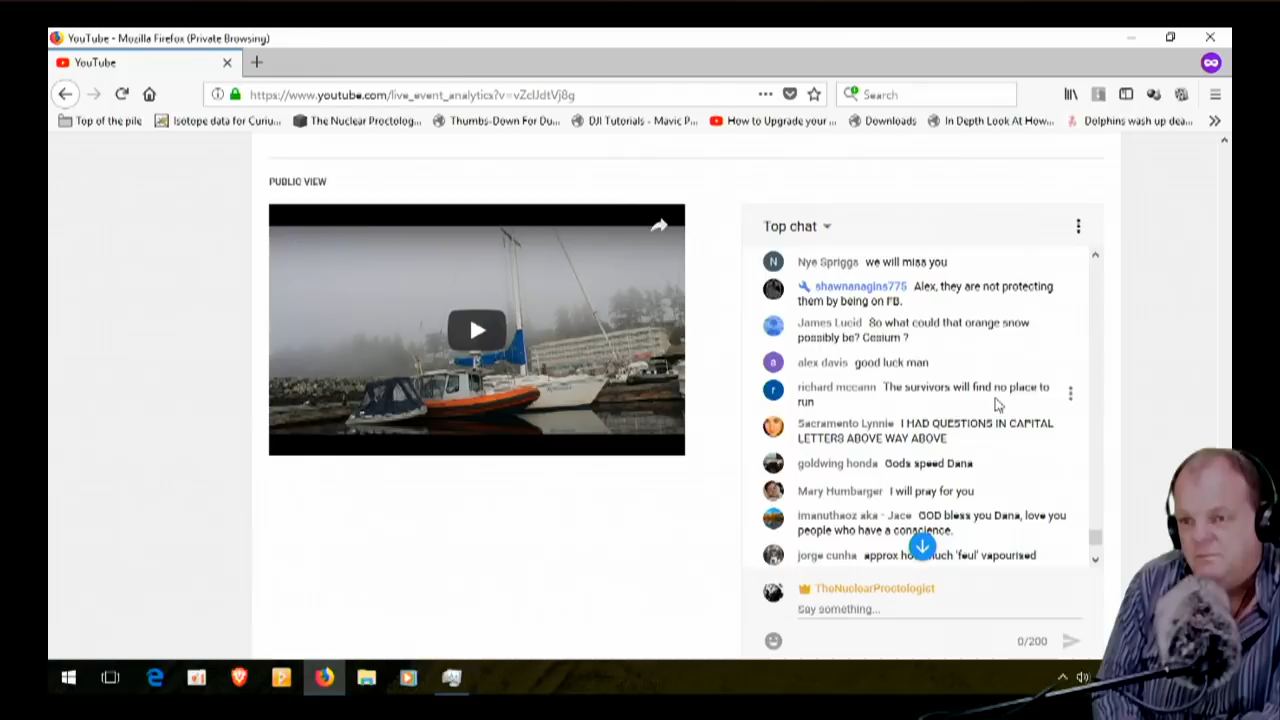 YouTube - Mozilla Firefox (Private Browsing)
YouTube
https://www.youtube.com/live_event_analytics?v=vZclJdtVj8g
Search
Top of the pile
Isotope data for Curiu...
The Nuclear Proctolog...
Thumbs-Down For Du...
DJI Tutorials - Mavic P...
How to Upgrade your ...
Downloads
In Depth Look At How...
Dolphins wash up dea...
PUBLIC VIEW
Top chat
N
Nye Spriggs we will miss you
shawnanagins775 Alex, they are not protecting
them by being on FB.
James Lucid So what could that orange snow
possibly be? Cesium ?
a
alex davis good luck man
r
richard mccann The survivors will find no place to
run
Sacramento Lynnie I HAD QUESTIONS IN CAPITAL
LETTERS ABOVE WAY ABOVE
goldwing honda Gods speed Dana
Mary Humbarger I will pray for you
imanuthaoz aka - Jace GOD bless you Dana, love you
people who have a conscience.
jorge cunha approx how much 'feul' vapourised
TheNuclearProctologist
Say something...
0/200